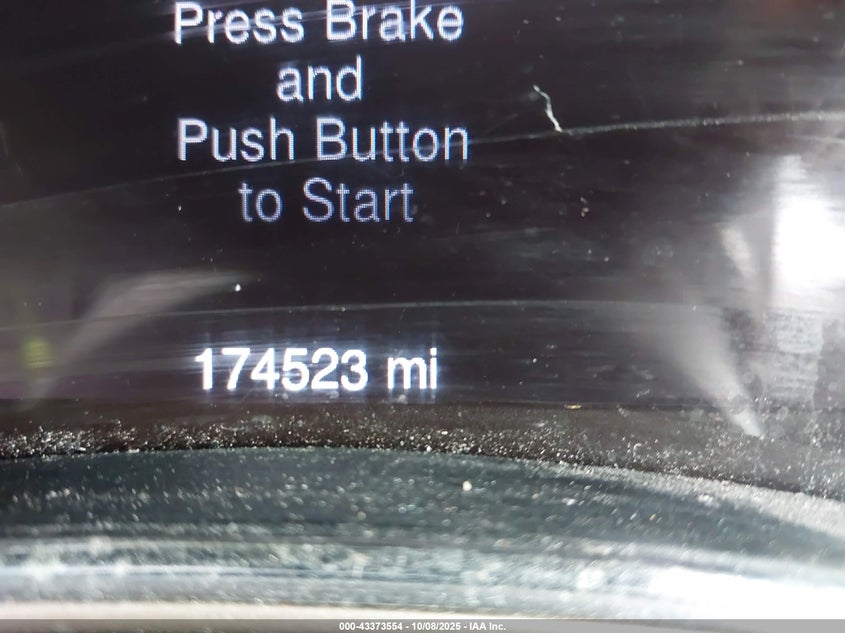 Press Brake
and
Push Button
to Start
174523 mi
000-43373554 - 10/08/2025 - IAA Inc.